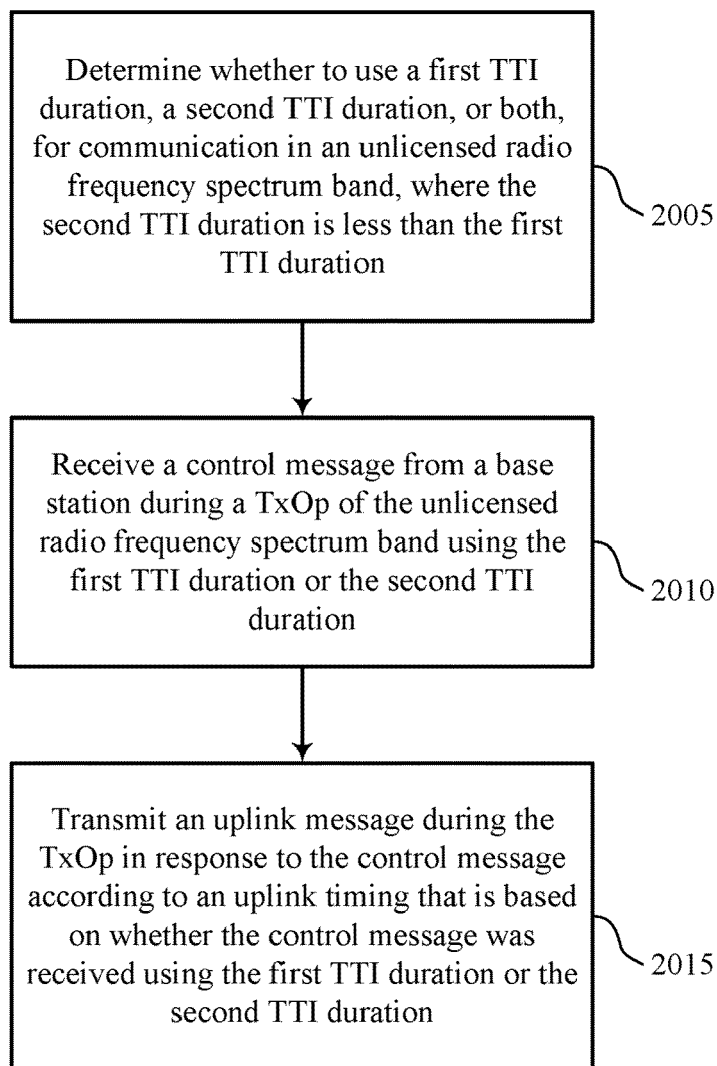 Determine whether to use a first TTI
duration, a second TTI duration, or both,
for communication in an unlicensed radio
frequency spectrum band, where the
second TTI duration is less than the first
TTI duration
2005
Receive a control message from a base
station during a TxOp of the unlicensed
radio frequency spectrum band using the
first TTI duration or the second TTI
duration
2010
Transmit an uplink message during the
TxOp in response to the control message
according to an uplink timing that is based
on whether the control message was
received using the first TTI duration or the
second TTI duration
2015